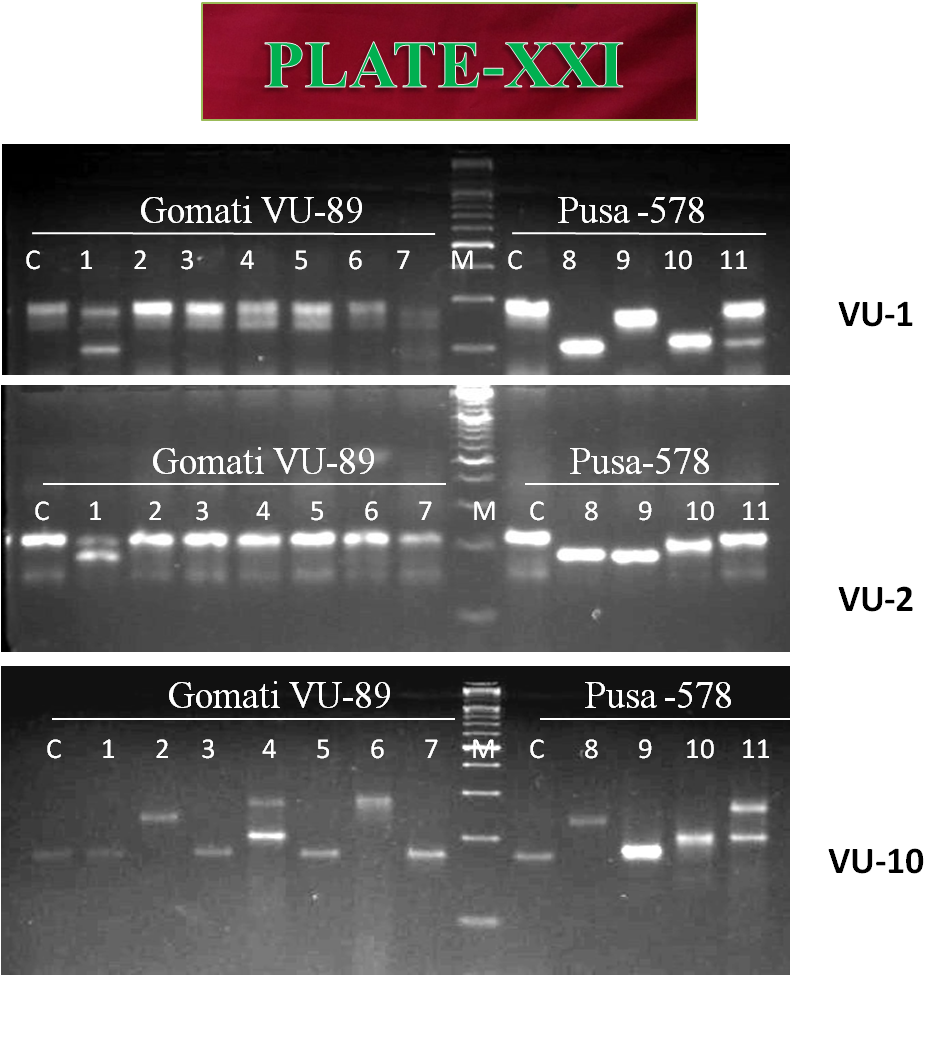 PLATE-XXI
Gomati VU-89 Pusa -578
C 1 2 3 4 5 6 7 M C 8 9 10 11
VU-1
Gomati VU-89 Pusa-578
C 1 2 3 4 5 6 7 M C 8 9 10 11
VU-2
Gomati VU-89 Pusa -578
C 1 2 3 4 5 6 7 M C 8 9 10 11
VU-10